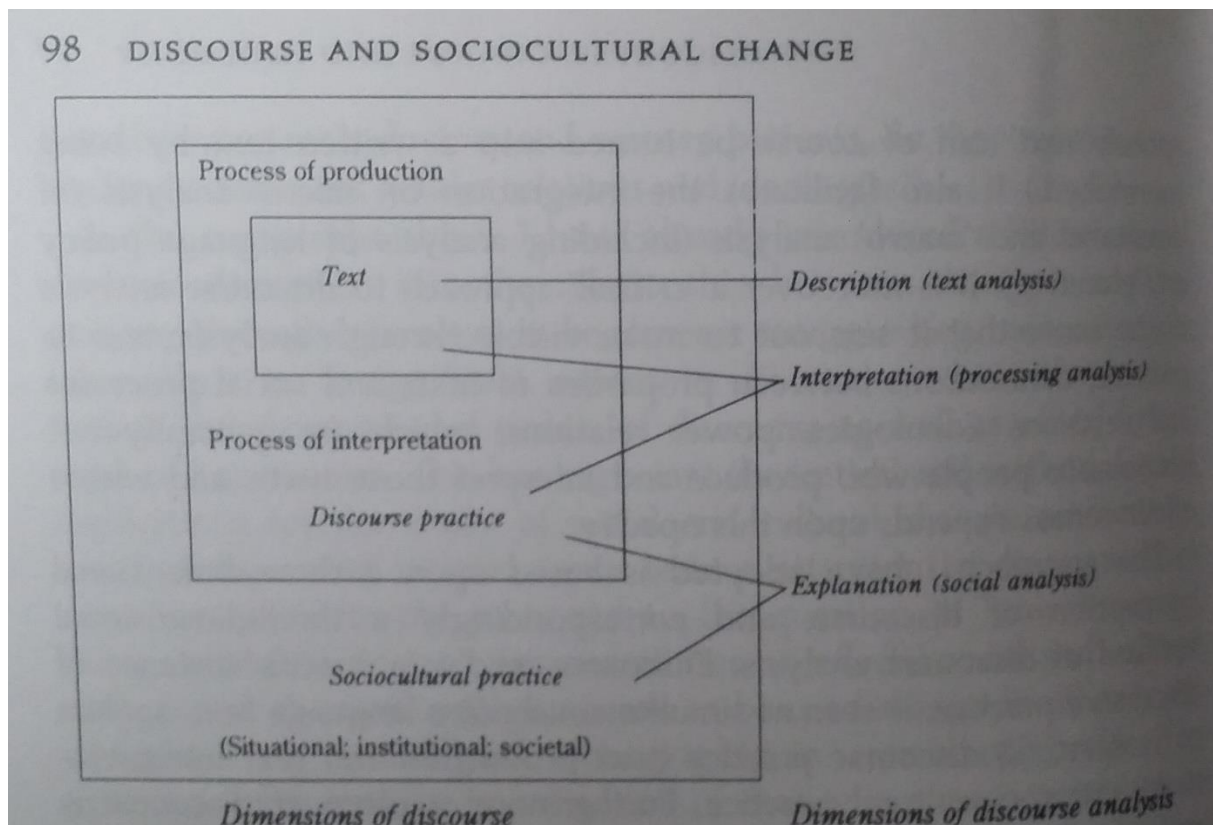 98 DISCOURSE AND SOCIOCULTURAL CHANGE
Process of production
Text
Description (text analysis)
Interpretation (processing analysis)
Process of interpretation
Discourse practice
Explanation (social analysis)
Sociocultural practice
(Situational; institutional; societal)
Dimensions of discourse
Dimensions of discourse analysis